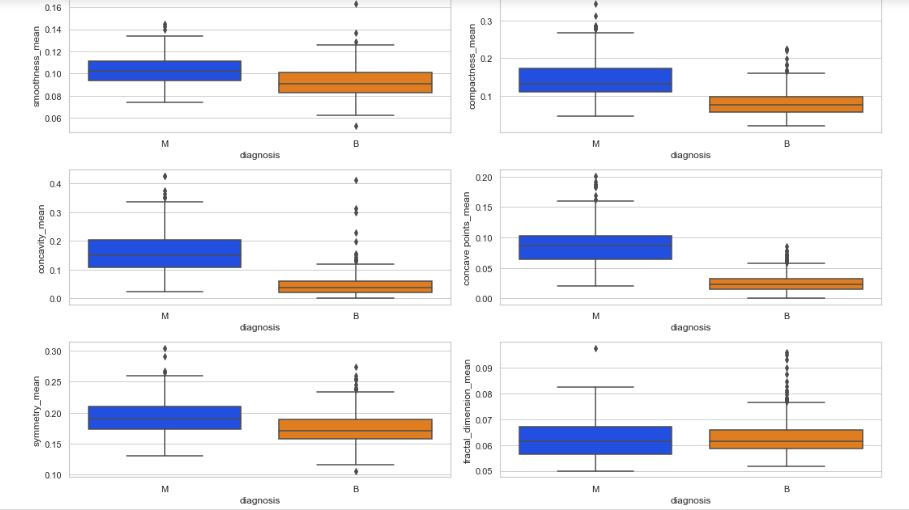 0.16
0.14
0.12
0.10
0.08
0.06
smoothness_mean
M
B
diagnosis
0.3
0.2
0.1
compactness_mean
M
B
diagnosis
0.4
0.3
0.2
0.1
0.0
concavity_mean
M
B
diagnosis
0.20
0.15
0.10
0.05
0.00
concave points_mean
M
B
diagnosis
0.30
0.25
0.20
0.15
0.10
symmetry_mean
M
B
diagnosis
0.09
0.08
0.07
0.06
0.05
fractal_dimension_mean
M
B
diagnosis